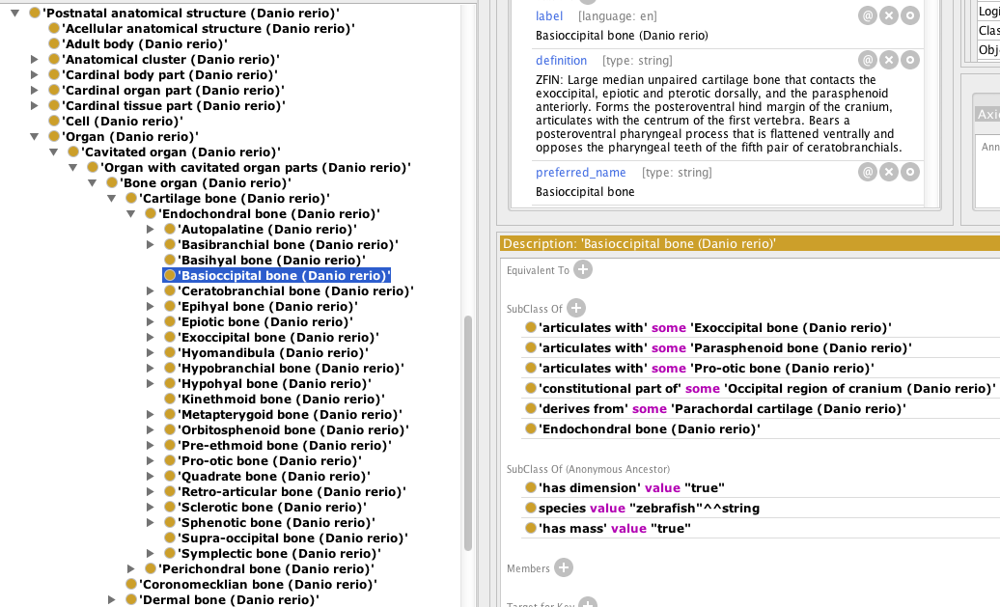 'Postnatal anatomical structure (Danio rerio)'
'Acellular anatomical structure (Danio rerio)'
'Adult body (Danio rerio)'
'Anatomical cluster (Danio rerio)'
'Cardinal body part (Danio rerio)'
'Cardinal organ part (Danio rerio)'
'Cardinal tissue part (Danio rerio)'
'Cell (Danio rerio)'
'Organ (Danio rerio)'
'Cavitated organ (Danio rerio)'
'Organ with cavitated organ parts (Danio rerio)'
'Bone organ (Danio rerio)'
'Cartilage bone (Danio rerio)'
'Endochondral bone (Danio rerio)'
'Autopalatine (Danio rerio)'
'Basibranchial bone (Danio rerio)'
'Basihyal bone (Danio rerio)'
'Basioccipital bone (Danio rerio)'
'Ceratobranchial bone (Danio rerio)'
'Epihyal bone (Danio rerio)'
'Epiotic bone (Danio rerio)'
'Exoccipital bone (Danio rerio)'
'Hyomandibula (Danio rerio)'
'Hypobranchial bone (Danio rerio)'
'Hypohyal bone (Danio rerio)'
'Kinethmoid bone (Danio rerio)'
'Metapterygoid bone (Danio rerio)'
'Orbitosphenoid bone (Danio rerio)'
'Pre-ethmoid bone (Danio rerio)'
'Pro-otic bone (Danio rerio)'
'Quadrate bone (Danio rerio)'
'Retro-articular bone (Danio rerio)'
'Sclerotic bone (Danio rerio)'
'Sphenotic bone (Danio rerio)'
'Supra-occipital bone (Danio rerio)'
'Symplectic bone (Danio rerio)'
'Perichondral bone (Danio rerio)'
'Coronomecklian bone (Danio rerio)'
'Dermal bone (Danio rerio)'
label [language: en]
Basioccipital bone (Danio rerio)
definition [type: string]
ZFIN: Large median unpaired cartilage bone that contacts the
exoccipital, epiotic and pterotic dorsally, and the parasphenoid
anteriorly. Forms the posteroventral hind margin of the cranium,
articulates with the centrum of the first vertebra. Bears a
posteroventral pharyngeal process that is flattened ventrally and
opposes the pharyngeal teeth of the fifth pair of ceratobranchials.
preferred_name [type: string]
Basioccipital bone
Description: 'Basioccipital bone (Danio rerio)'
Equivalent To
SubClass Of
'articulates with' some 'Exoccipital bone (Danio rerio)'
'articulates with' some 'Parasphenoid bone (Danio rerio)'
'articulates with' some 'Pro-otic bone (Danio rerio)'
'constitutional part of' some 'Occipital region of cranium (Danio rerio)'
'derives from' some 'Parachordal cartilage (Danio rerio)'
'Endochondral bone (Danio rerio)'
SubClass Of (Anonymous Ancestor)
'has dimension' value "true"
species value "zebrafish"^^string
'has mass' value "true"
Members
Target for Key
Logi
Clas
Obj
Axi
Ann